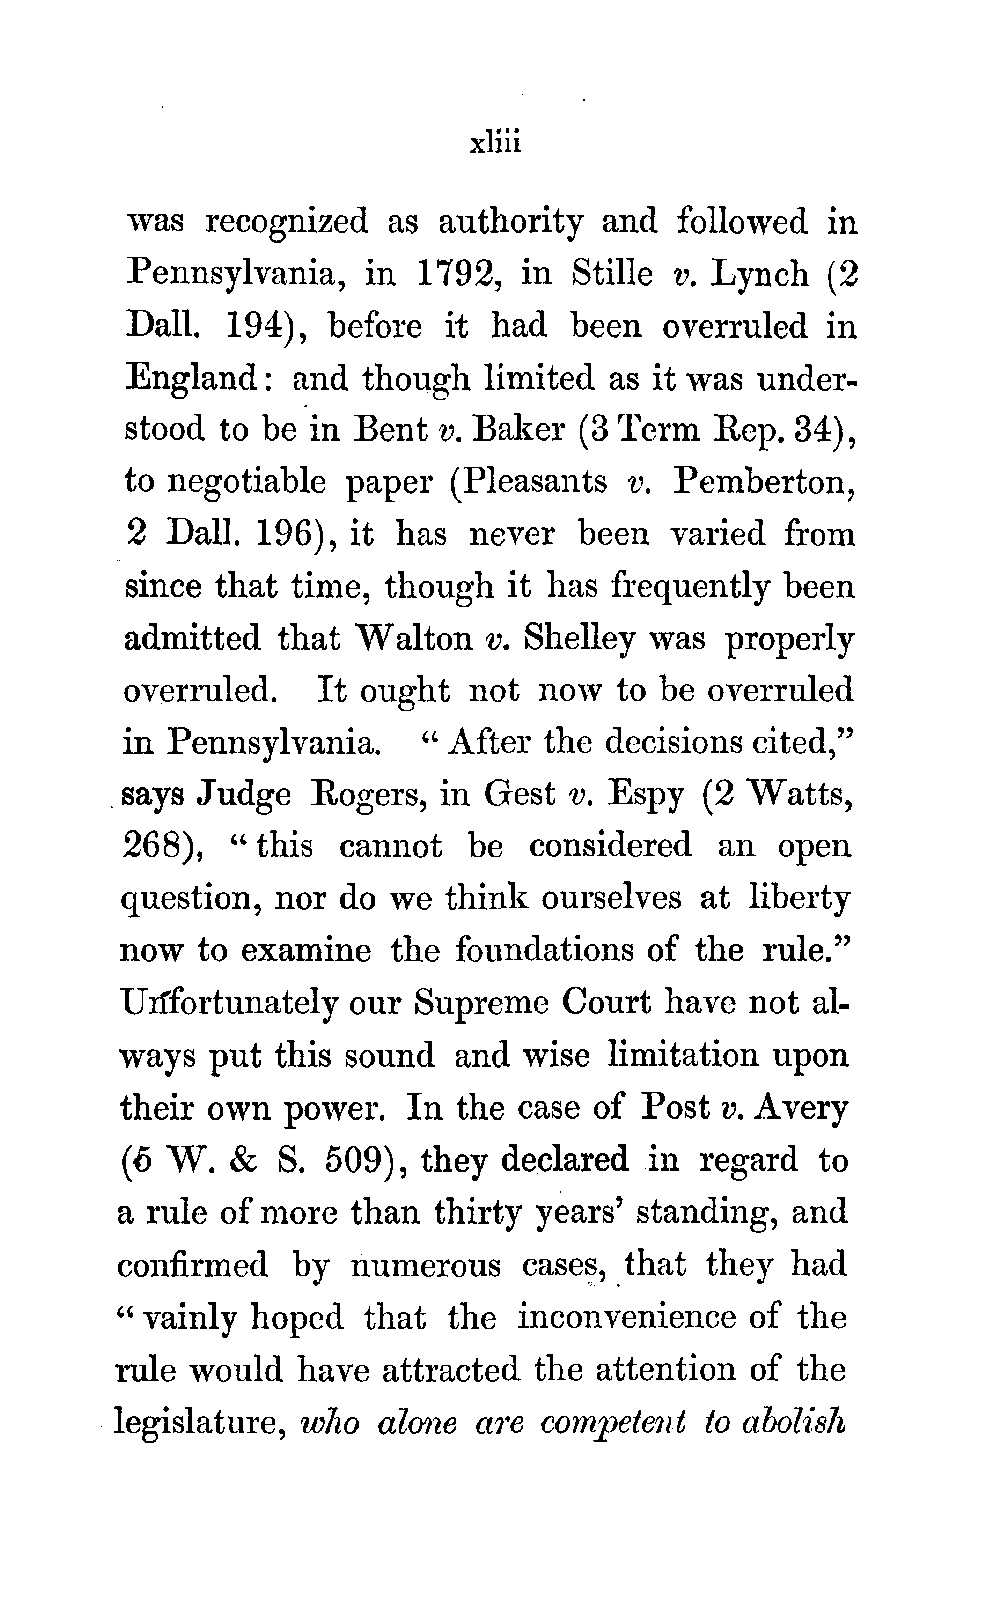 xliii
was recognized as authority and followed in
Pennsylvania, in 1792, in Stille v. Lynch (2
Dall. 194), before it had been overruled in
England: and though limited as it was under-
stood to be in Bent v. Baker (3 Term Rep. 34),
to negotiable paper (Pleasants v. Pemberton,
2 Dall. 196), it has never been varied from
since that time, though it has frequently been
admitted that Walton v. Shelley was properly
overruled. It ought not now to be overruled
in Pennsylvania. “After the decisions cited,”
says Judge Rogers, in Gest v. Espy (2 Watts,
268), “this cannot be considered an open
question, nor do we think ourselves at liberty
now to examine the foundations of the rule.”
Unfortunately our Supreme Court have not al-
ways put this sound and wise limitation upon
their own power. In the case of Post v. Avery
(5 W. & S. 509), they declared in regard to
a rule of more than thirty years’ standing, and
confirmed by numerous cases, that they had
“vainly hoped that the inconvenience of the
rule would have attracted the attention of the
legislature, who alone are competent to abolish